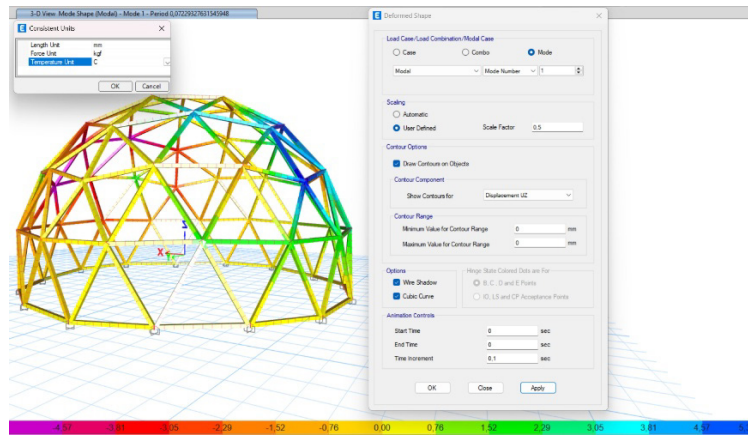 3-D View Mode Shape (Modal) - Mode 1 - Period 0,07229327631545948
Consistent Units
Length Unit mm
Force Unit kgf
Temperature Unit C
OK Cancel
Z
X
E Deformed Shape
Load Case/Load Combination/Modal Case
Case Combo Mode
Modal Mode Number 1
Scaling
Automatic
User Defined Scale Factor 0,5
Contour Options
Draw Contours on Objects
Contour Component
Show Contours for Displacement UZ
Contour Range
Minimum Value for Contour Range 0 mm
Maximum Value for Contour Range 0 mm
Options Hinge State Colored Dots are For
Wire Shadow B, C, D and E Points
Cubic Curve IO, LS and CP Acceptance Points
Animation Controls
Start Time 0 sec
End Time 0 sec
Time Increment 0,1 sec
OK Close Apply
-4,57 -3,81 -3,05 -2,29 -1,52 -0,76 0,00 0,76 1,52 2,29 3,05 3,81 4,57